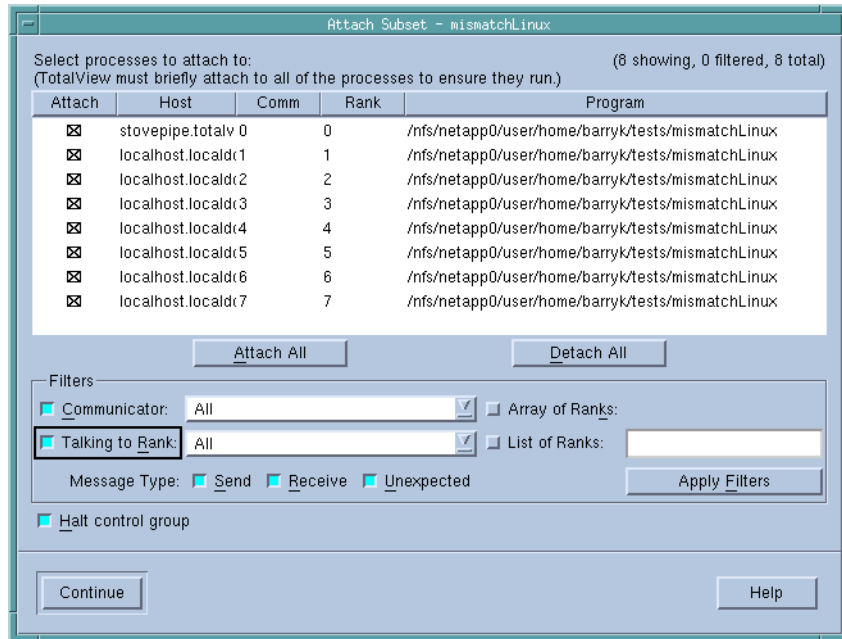 Attach Subset - mismatchLinux
Select processes to attach to: (8 showing, 0 filtered, 8 total)
(TotalView must briefly attach to all of the processes to ensure they run.)
Attach Host Comm Rank Program
stovepipe.totalv 0 0 /nfs/netapp0/user/home/barryk/tests/mismatchLinux
localhost.locald 1 1 /nfs/netapp0/user/home/barryk/tests/mismatchLinux
localhost.locald 2 2 /nfs/netapp0/user/home/barryk/tests/mismatchLinux
localhost.locald 3 3 /nfs/netapp0/user/home/barryk/tests/mismatchLinux
localhost.locald 4 4 /nfs/netapp0/user/home/barryk/tests/mismatchLinux
localhost.locald 5 5 /nfs/netapp0/user/home/barryk/tests/mismatchLinux
localhost.locald 6 6 /nfs/netapp0/user/home/barryk/tests/mismatchLinux
localhost.locald 7 7 /nfs/netapp0/user/home/barryk/tests/mismatchLinux
Attach All Detach All
Filters
Communicator: All Array of Ranks:
Talking to Rank: All List of Ranks:
Message Type: Send Receive Unexpected Apply Filters
Halt control group
Continue Help